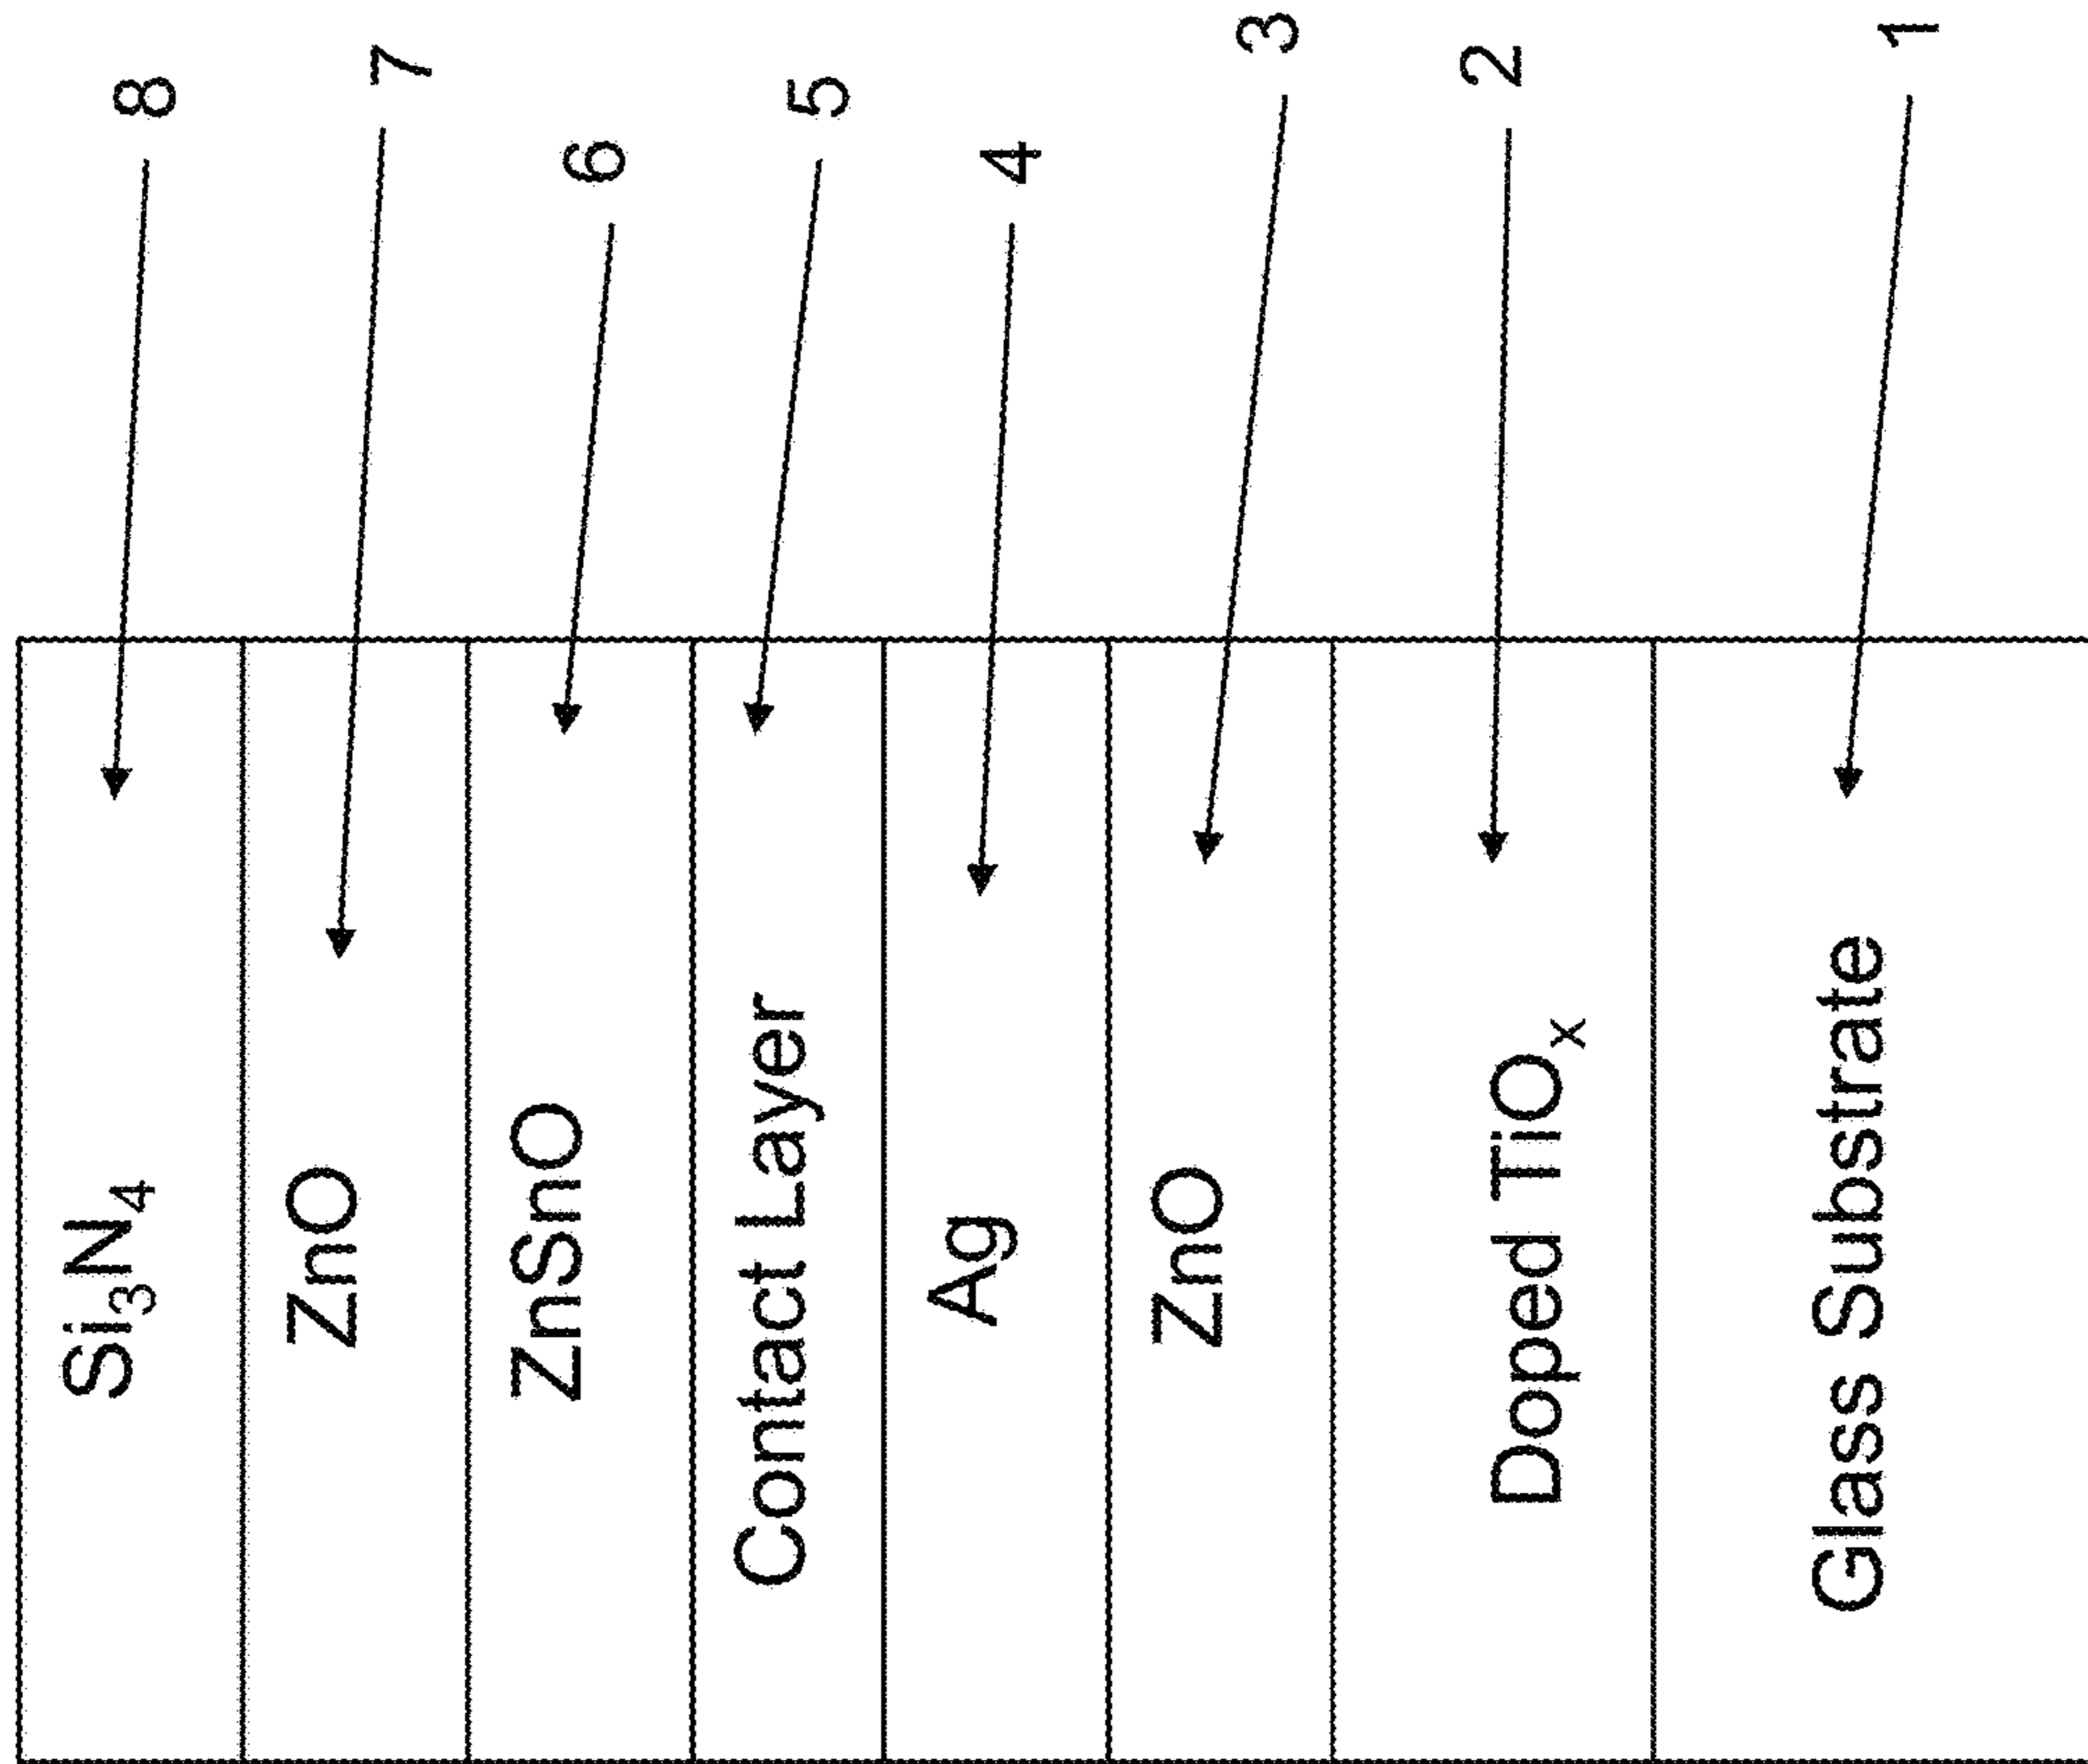 Si₃N₄ 8
ZnO 7
ZnSnO 6
Contact Layer 5
Ag 4
ZnO 3
Doped TiOₓ 2
Glass Substrate 1